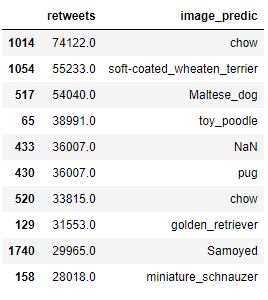 retweets image_predic
1014 74122.0 chow
1054 55233.0 soft-coated_wheaten_terrier
517 54040.0 Maltese_dog
65 38991.0 toy_poodle
433 36007.0 NaN
430 36007.0 pug
520 33815.0 chow
129 31553.0 golden_retriever
1740 29965.0 Samoyed
158 28018.0 miniature_schnauzer